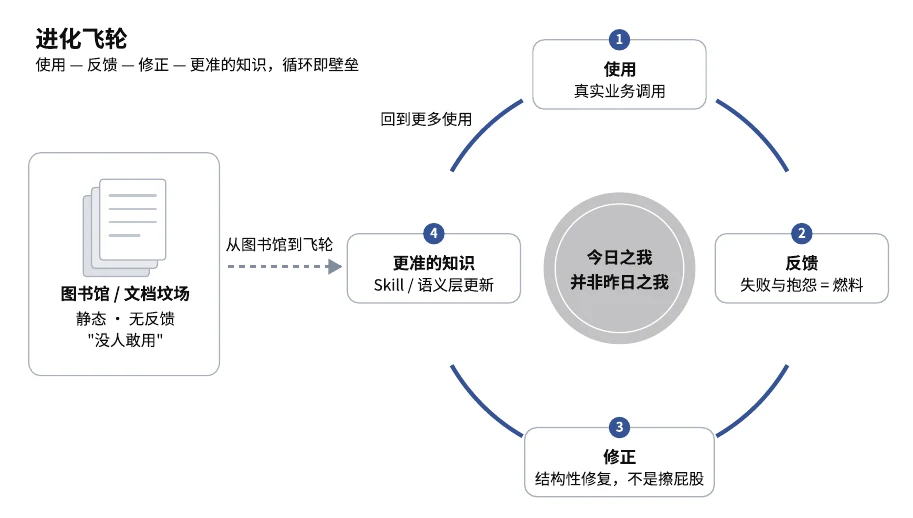 进化飞轮
使用 — 反馈 — 修正 — 更准的知识，循环即壁垒
1
使用
真实业务调用
回到更多使用
2
反馈
失败与抱怨 = 燃料
3
修正
结构性修复，不是擦屁股
4
更准的知识
Skill / 语义层更新
今日之我
并非昨日之我
从图书馆到飞轮
图书馆 / 文档坟场
静态 · 无反馈
"没人敢用"